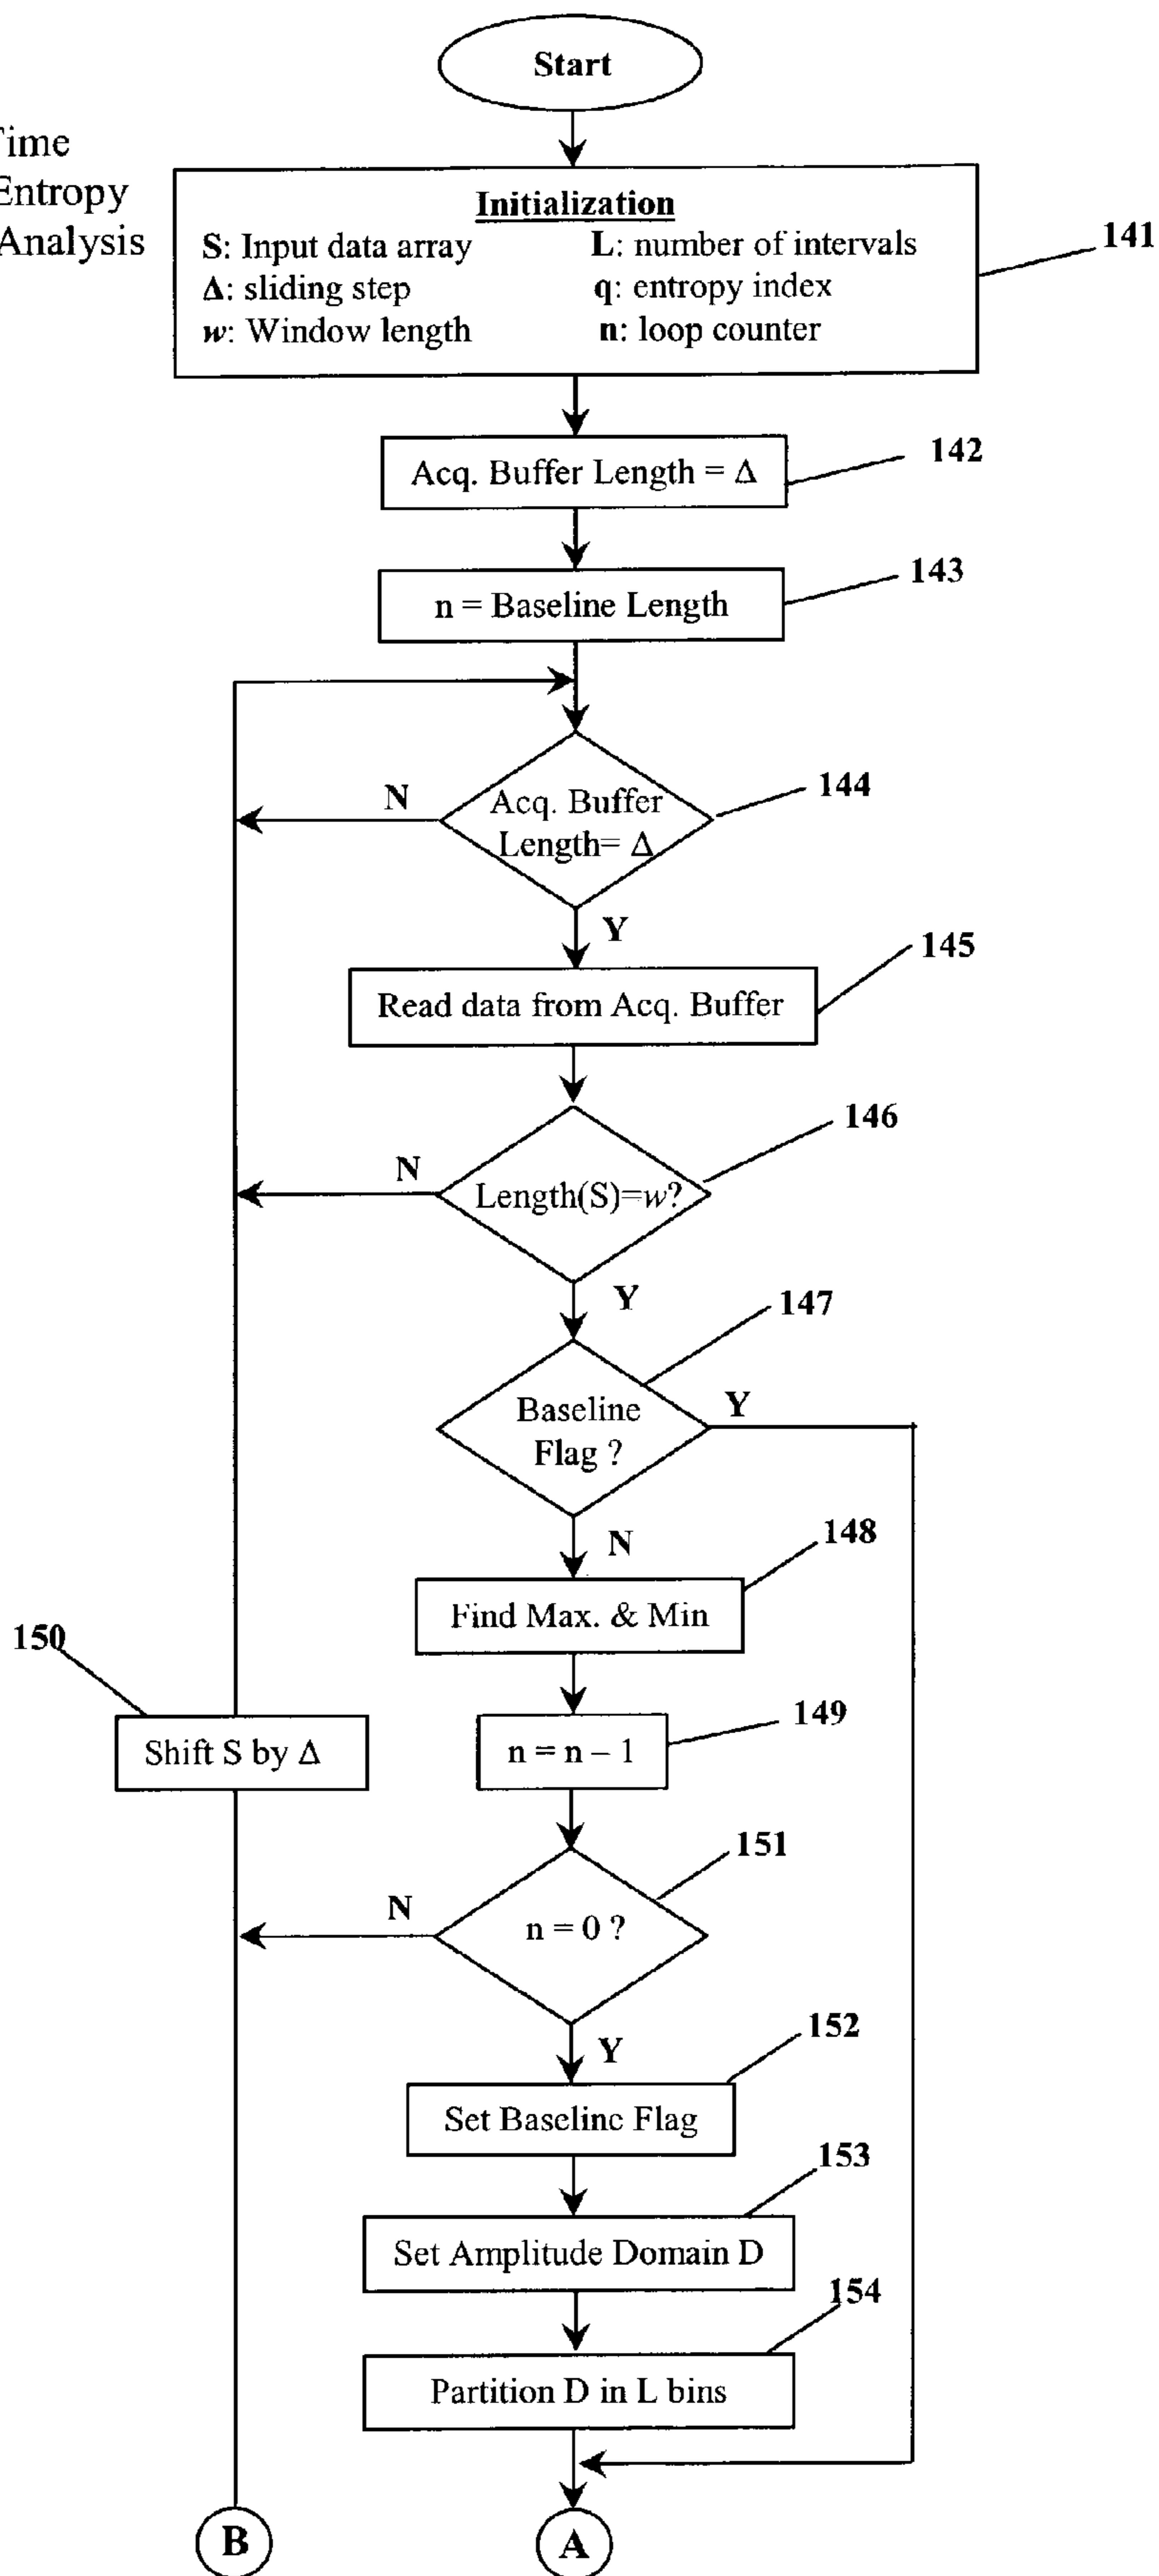 Start
Time
Entropy
Analysis
Initialization
S: Input data array
L: number of intervals
Δ: sliding step
q: entropy index
w: Window length
n: loop counter
141
Acq. Buffer Length = Δ
142
n = Baseline Length
143
Acq. Buffer
Length= Δ
144
N
Y
Read data from Acq. Buffer
145
Length(S)=w?
146
N
Y
Baseline
Flag ?
147
Y
N
Find Max. & Min
148
150
Shift S by Δ
n = n – 1
149
n = 0 ?
151
N
Y
Set Baseline Flag
152
Set Amplitude Domain D
153
Partition D in L bins
154
B
A